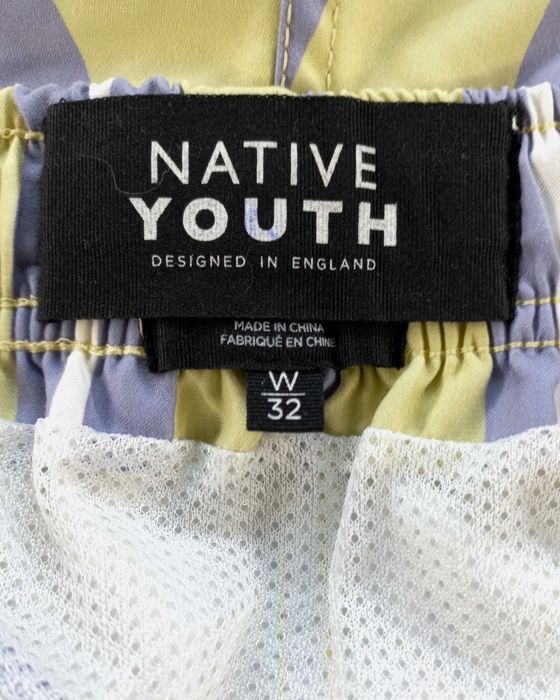 NATIVE
YOUTH
DESIGNED IN ENGLAND
MADE IN CHINA
FABRIQUÉ EN CHINE
W
32